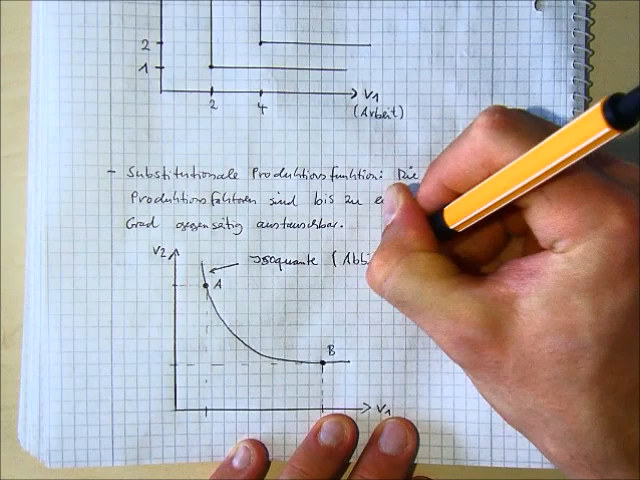 2
1
2 4 V1
(Arbeit)
- Substitutionale Produktionsfunktion: Die
Produktionsfaktoren sind bis zu
Grad gegenseitig austauschbar.
V2
Isoquante
A
B
V1